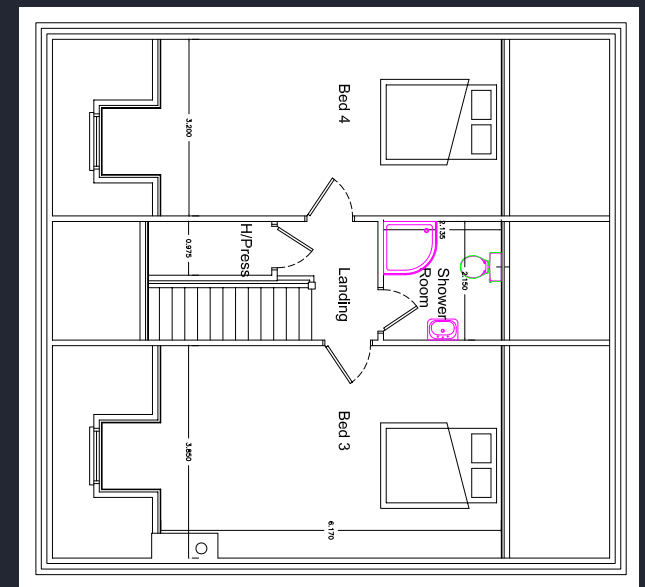 Bed 4
3.200
H/Press
0.975
Landing
Shower
Room
2.135
2.150
Bed 3
3.850
6.170